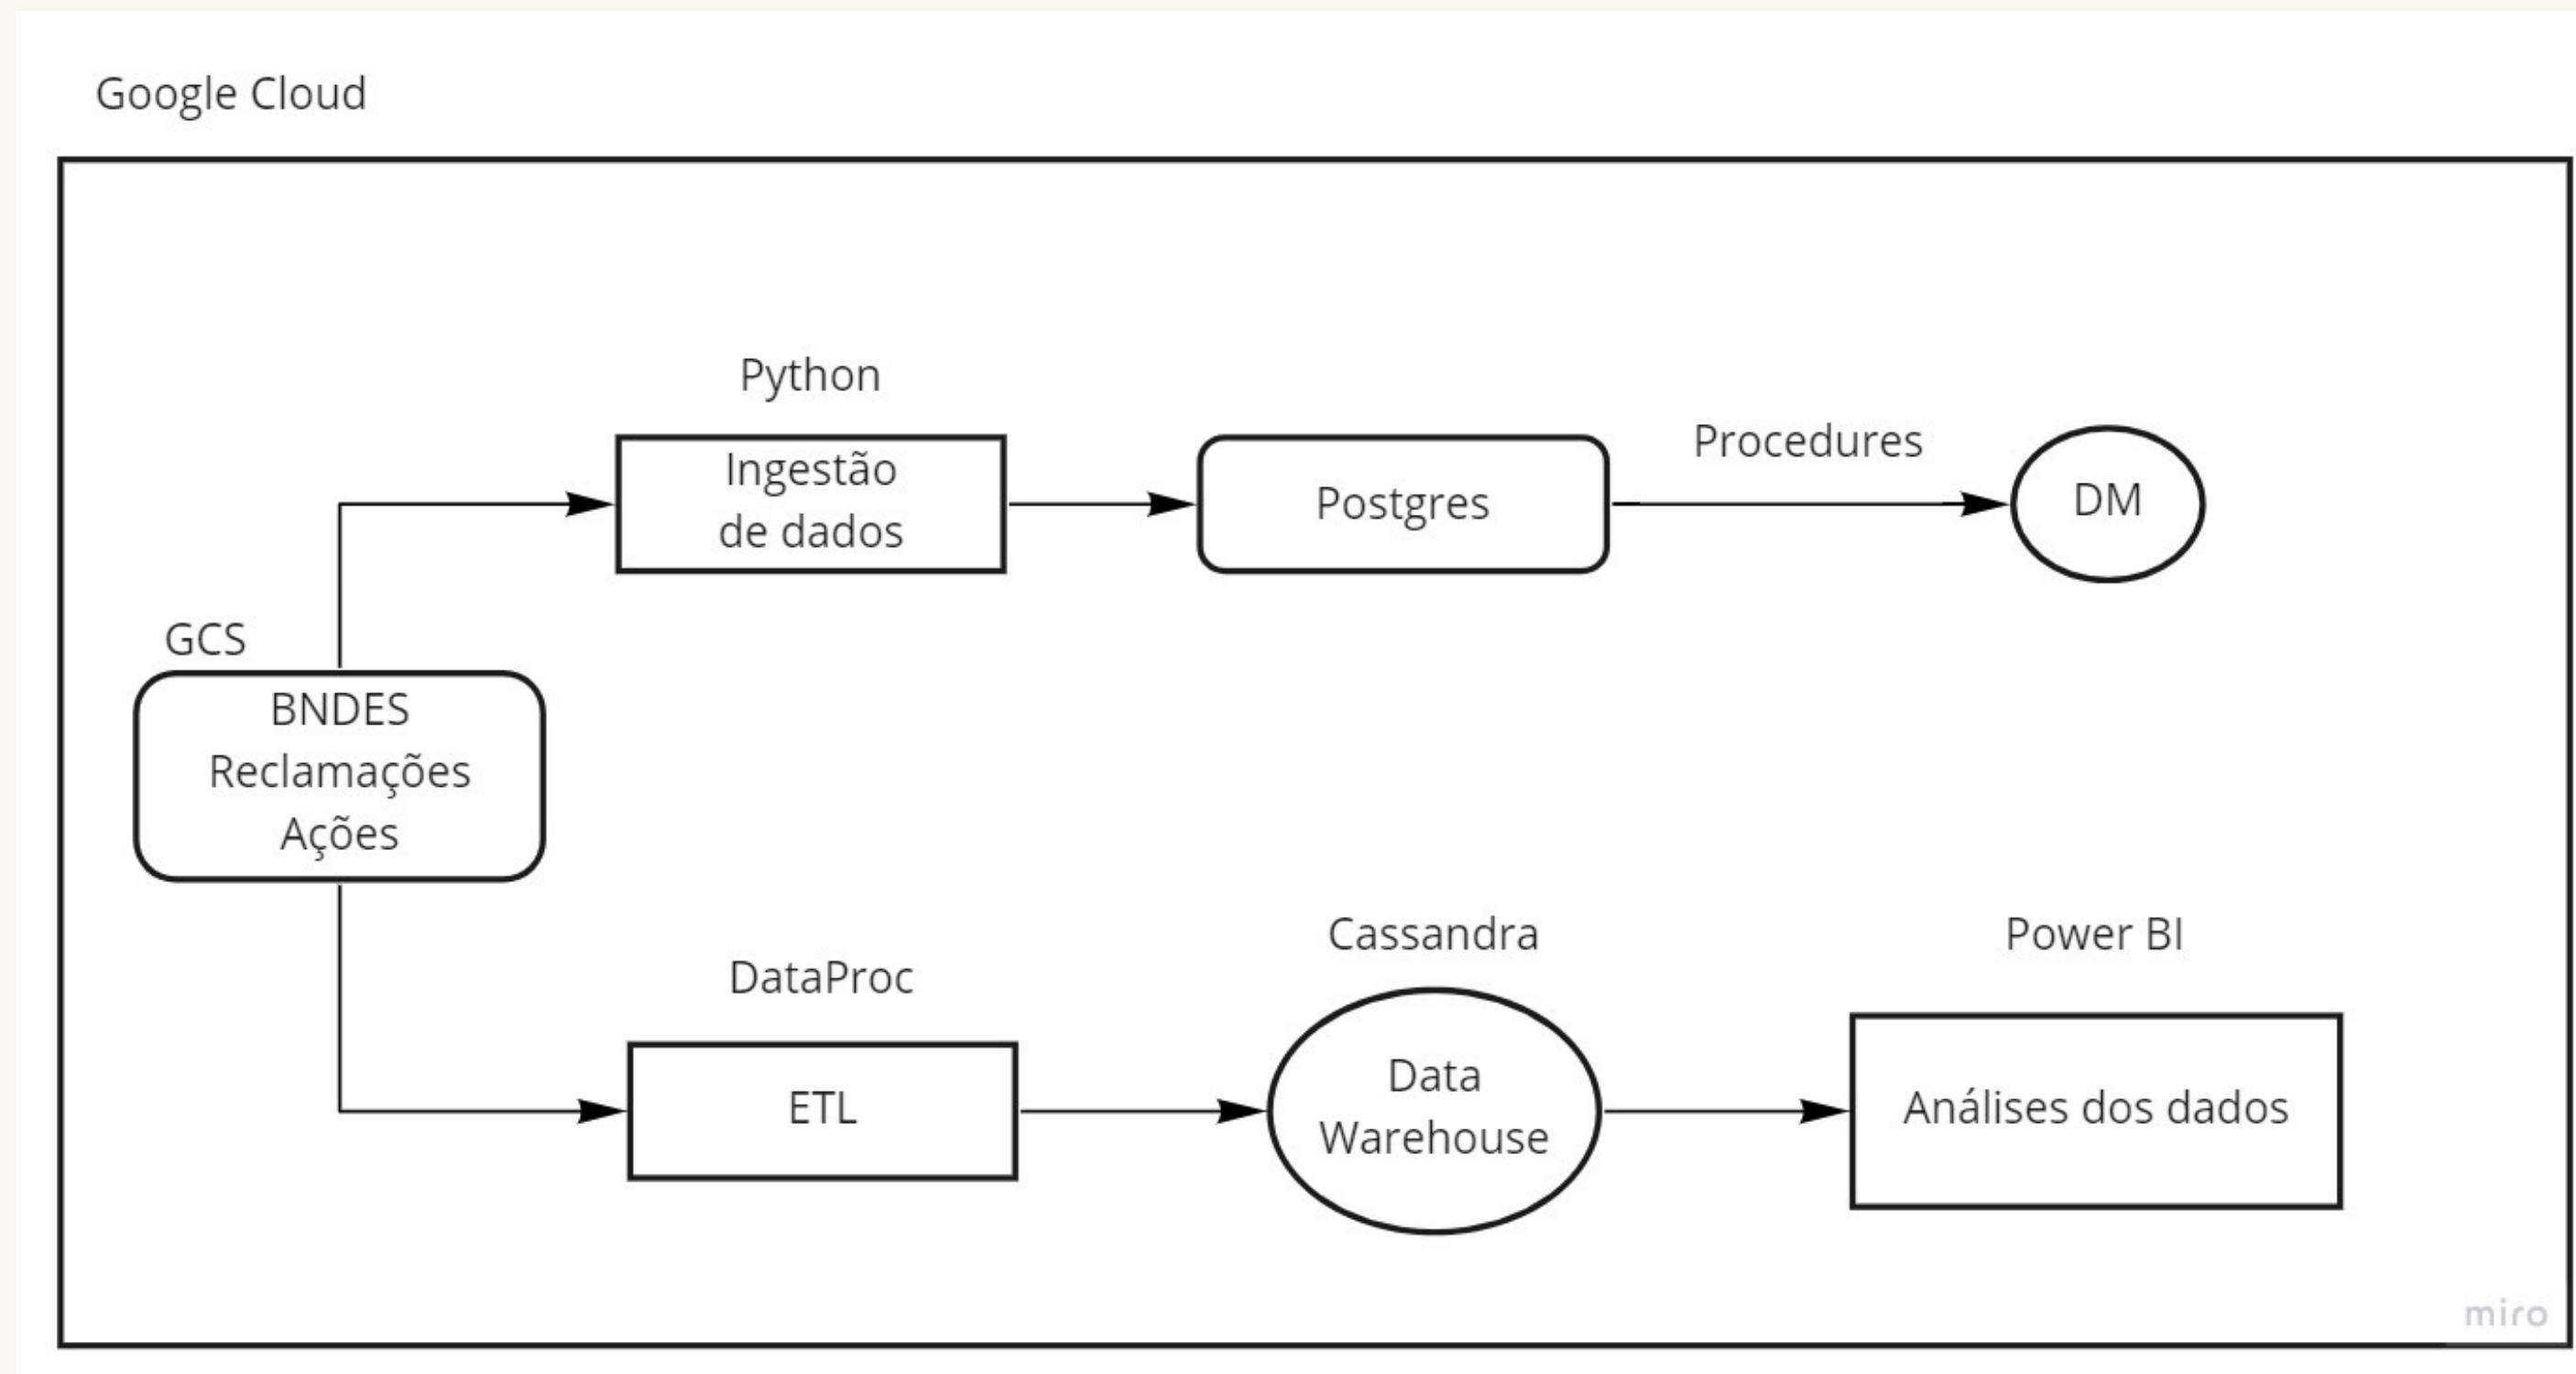 Google Cloud
Python
Ingestão
de dados
Postgres
Procedures
DM
GCS
BNDES
Reclamações
Ações
DataProc
ETL
Cassandra
Data
Warehouse
Power BI
Análises dos dados
miro